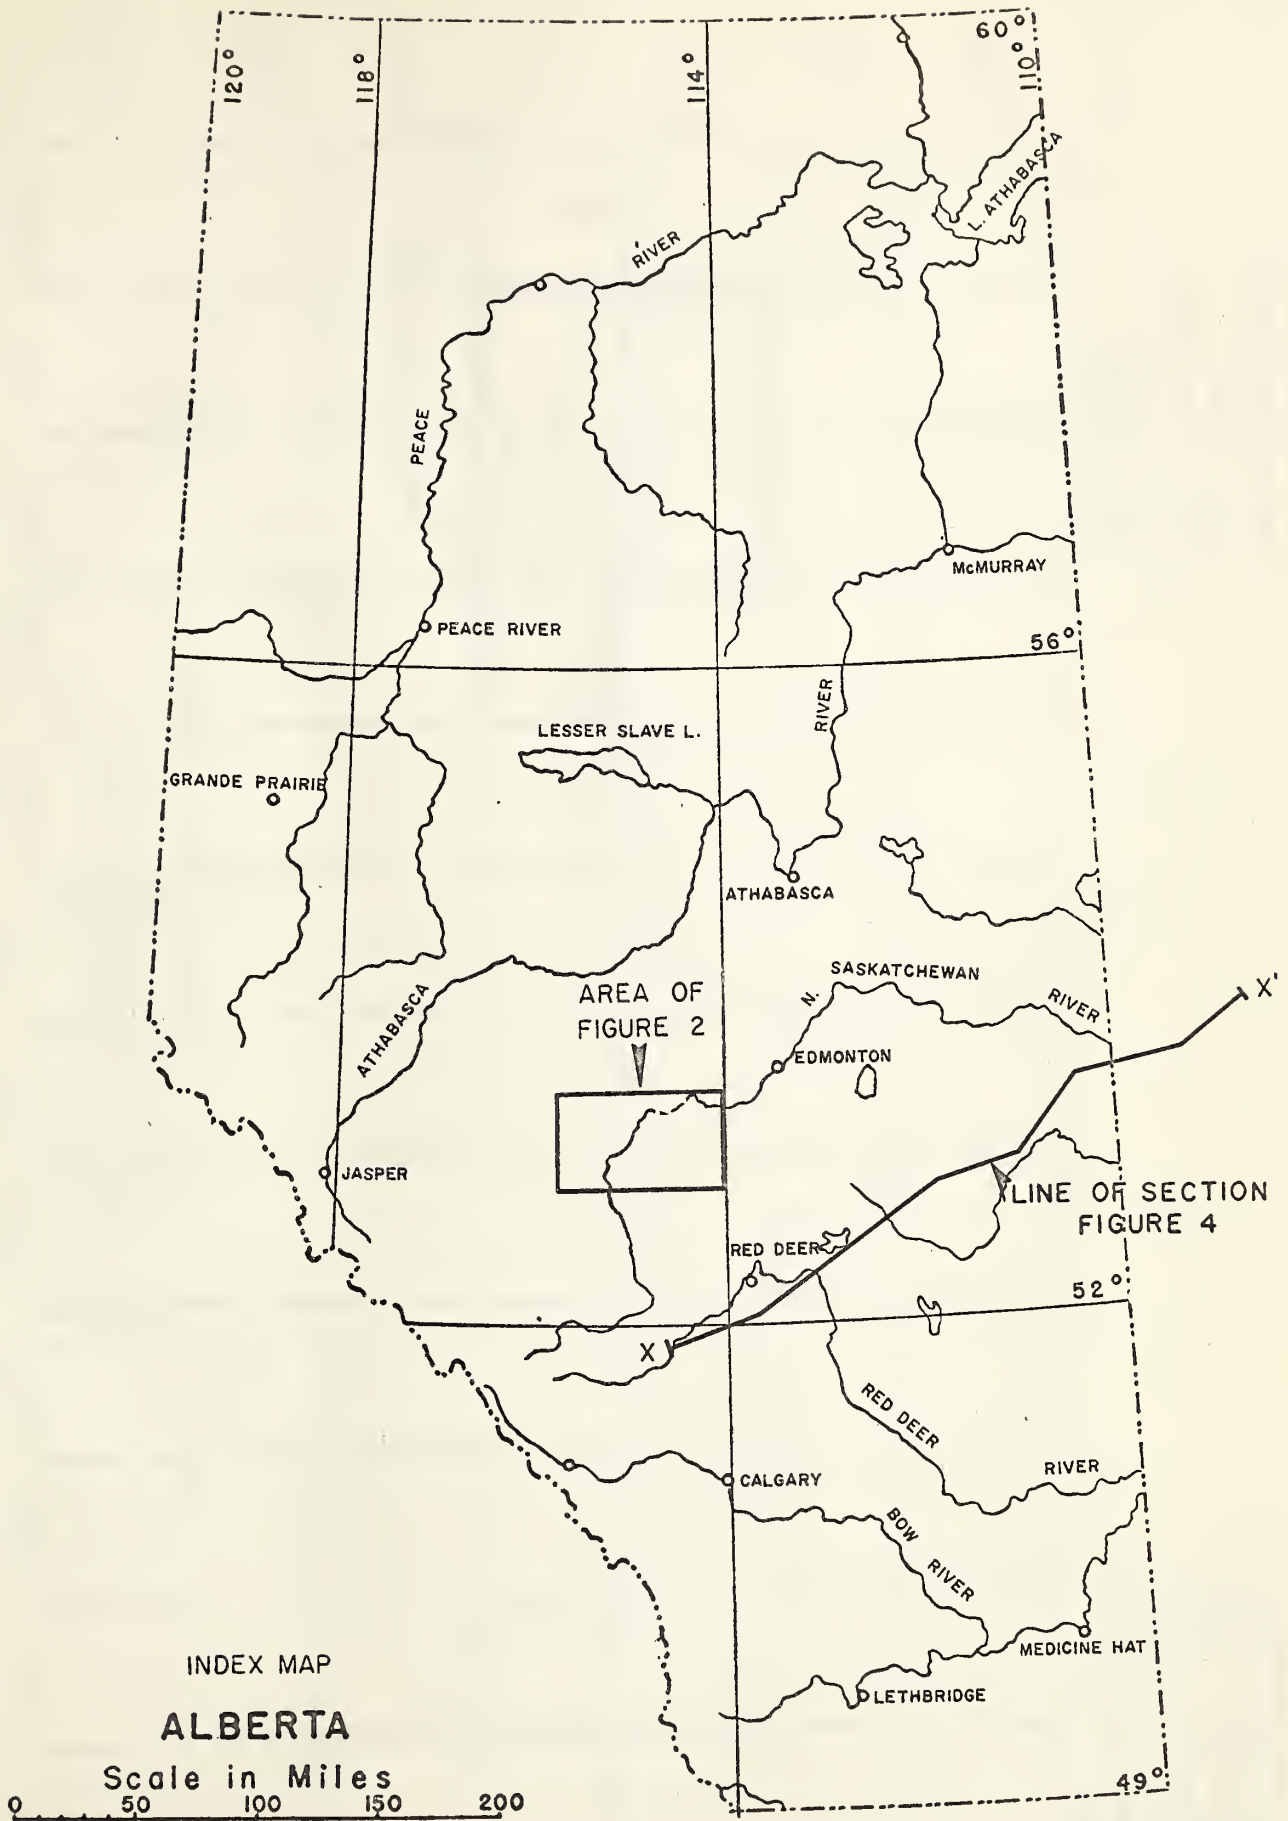 60°
120°
118°
114°
110°
L. ATHABASCA
RIVER
PEACE
McMURRAY
PEACE RIVER
56°
RIVER
LESSER SLAVE L.
GRANDE PRAIRIE
ATHABASCA
SASKATCHEWAN
N.
RIVER
X'
AREA OF
FIGURE 2
ATHABASCA
EDMONTON
JASPER
LINE OF SECTION
FIGURE 4
RED DEER
52°
X
RED DEER
RIVER
CALGARY
BOW
RIVER
MEDICINE HAT
LETHBRIDGE
INDEX MAP
ALBERTA
Scale in Miles
49°
0 50 100 150 200